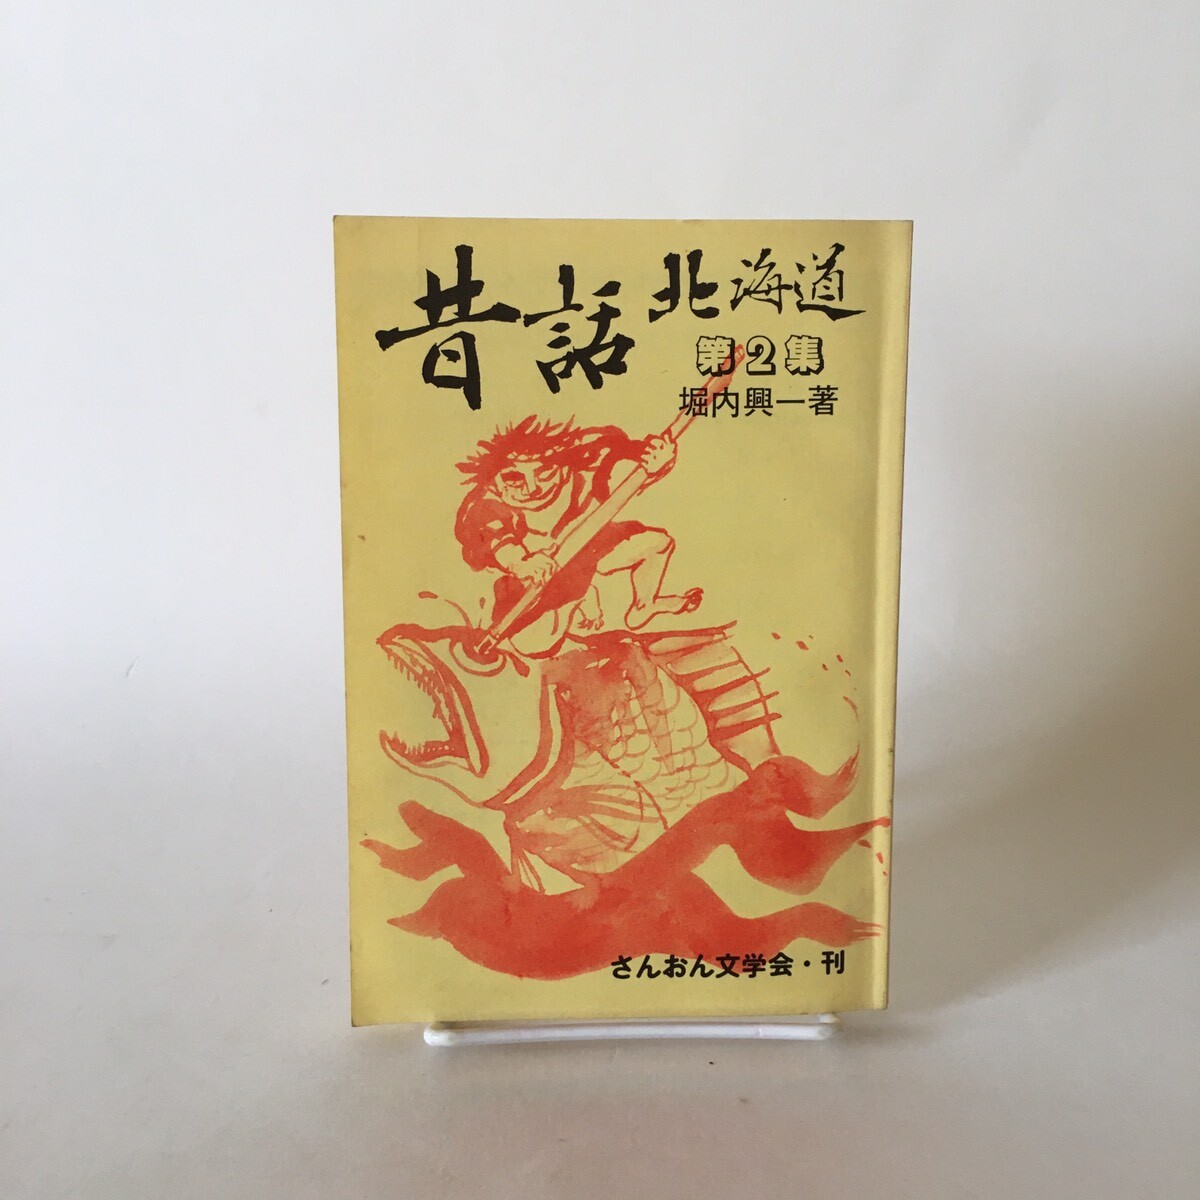 昔話北海道
第2集
堀内興一著
さんおん文学会・刊